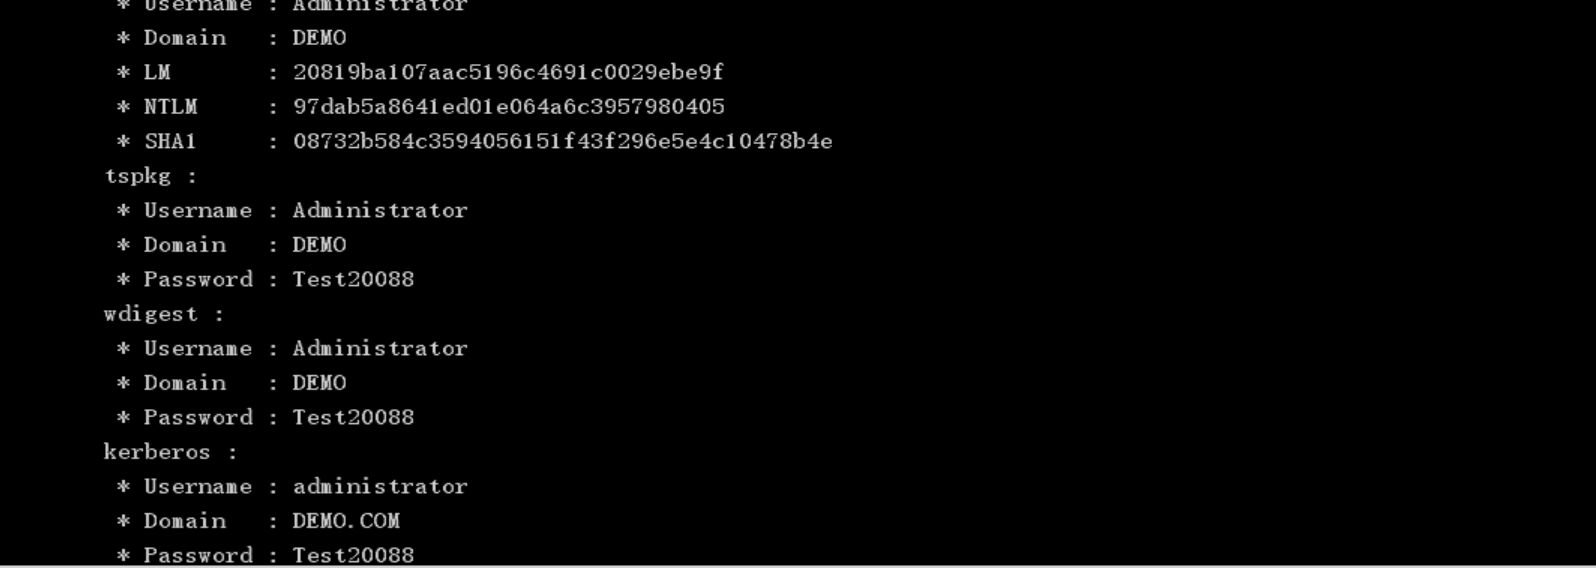 * Username : Administrator
* Domain   : DEMO
* LM       : 20819ba107aac5196c4691c0029ebe9f
* NTLM     : 97dab5a8641ed01e064a6c3957980405
* SHA1     : 08732b584c3594056151f43f296e5e4c10478b4e
tspkg :
* Username : Administrator
* Domain   : DEMO
* Password : Test20088
wdigest :
* Username : Administrator
* Domain   : DEMO
* Password : Test20088
kerberos :
* Username : administrator
* Domain   : DEMO.COM
* Password : Test20088